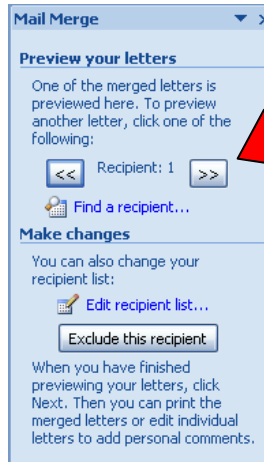 Mail Merge
Preview your letters
One of the merged letters is
previewed here. To preview
another letter, click one of the
following:
<< Recipient: 1 >>
Find a recipient...
Make changes
You can also change your
recipient list:
Edit recipient list...
Exclude this recipient
When you have finished
previewing your letters, click
Next. Then you can print the
merged letters or edit individual
letters to add personal comments.